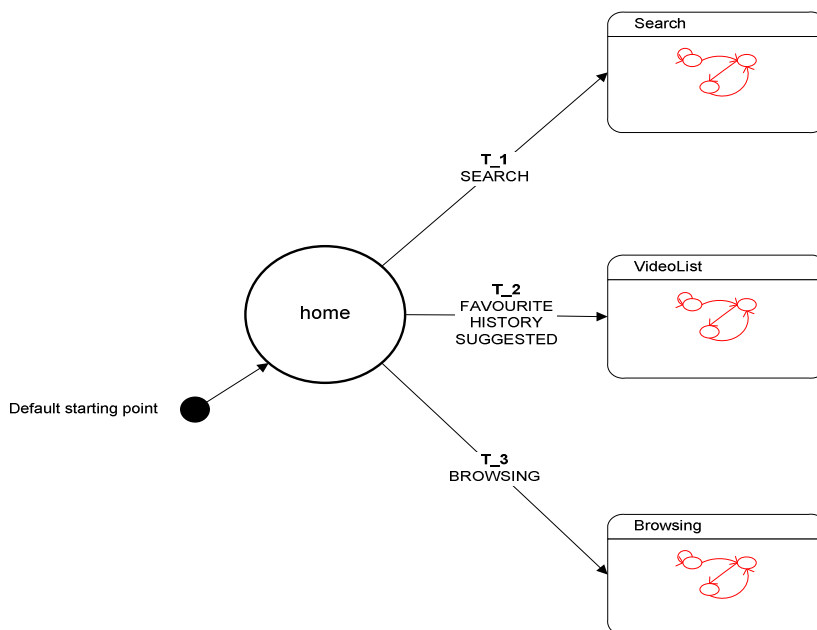 Search
T_1
SEARCH
VideoList
T_2
FAVOURITE
HISTORY
SUGGESTED
home
Default starting point
T_3
BROWSING
Browsing